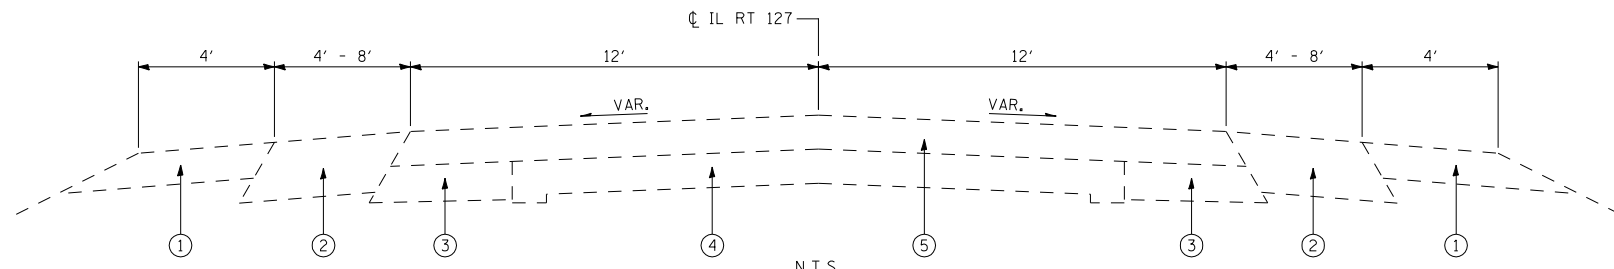 ℄ IL RT 127
4' 4' - 8' 12' 12' 4' - 8' 4'
VAR. VAR.
1 2 3 4 5 3 2 1
N.T.S.